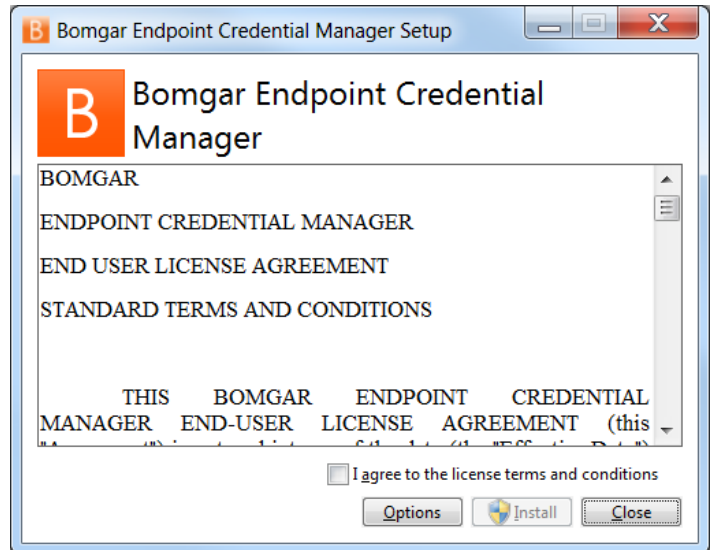 B Bomgar Endpoint Credential Manager Setup
B
Bomgar Endpoint Credential
Manager
BOMGAR
ENDPOINT CREDENTIAL MANAGER
END USER LICENSE AGREEMENT
STANDARD TERMS AND CONDITIONS
THIS BOMGAR ENDPOINT CREDENTIAL
MANAGER END-USER LICENSE AGREEMENT (this
I agree to the license terms and conditions
Options Install Close